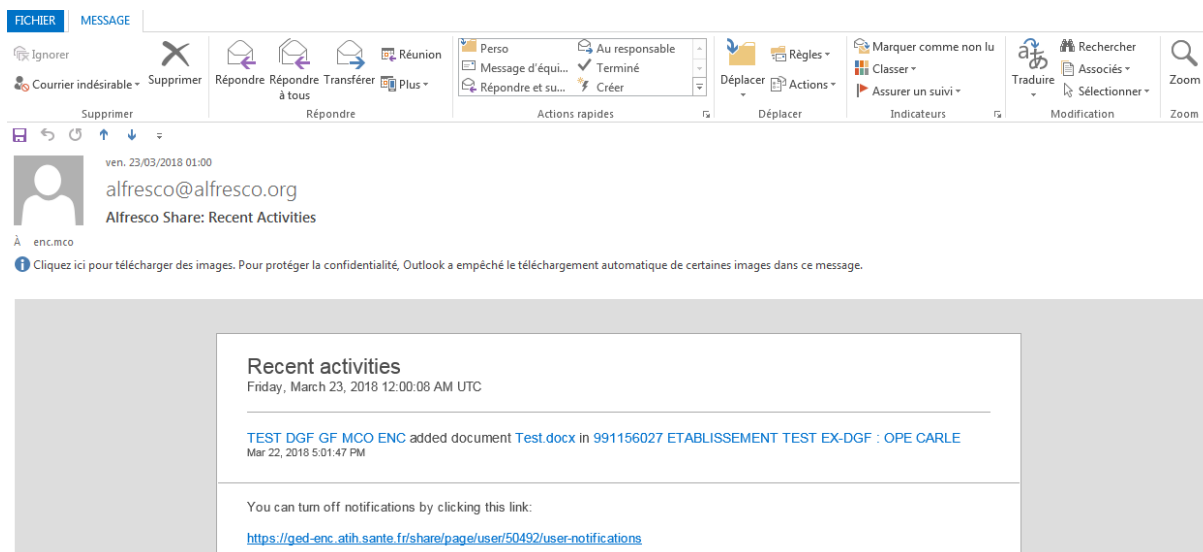 FICHIER MESSAGE
Ignorer
Courrier indésirable
Supprimer
Supprimer
Répondre Répondre à tous Transférer
Réunion
Plus
Répondre
Perso
Message d'équi...
Répondre et su...
Au responsable
Terminé
Créer
Actions rapides
Déplacer
Règles
Actions
Déplacer
Marquer comme non lu
Classer
Assurer un suivi
Indicateurs
Traduire
Rechercher
Associés
Sélectionner
Modification
Zoom
Zoom
ven. 23/03/2018 01:00
alfresco@alfresco.org
Alfresco Share: Recent Activities
À enc.mco
Cliquez ici pour télécharger des images. Pour protéger la confidentialité, Outlook a empêché le téléchargement automatique de certaines images dans ce message.
Recent activities
Friday, March 23, 2018 12:00:08 AM UTC
TEST DGF GF MCO ENC added document Test.docx in 991156027 ETABLISSEMENT TEST EX-DGF : OPE CARLE
Mar 22, 2018 5:01:47 PM
You can turn off notifications by clicking this link:
https://ged-enc.atih.sante.fr/share/page/user/50492/user-notifications